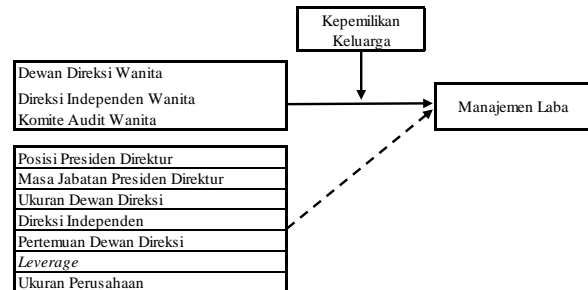 Kepemilikan
Keluarga
Dewan Direksi Wanita
Direksi Independen Wanita
Komite Audit Wanita
Manajemen Laba
Posisi Presiden Direktur
Masa Jabatan Presiden Direktur
Ukuran Dewan Direksi
Direksi Independen
Pertemuan Dewan Direksi
Leverage
Ukuran Perusahaan